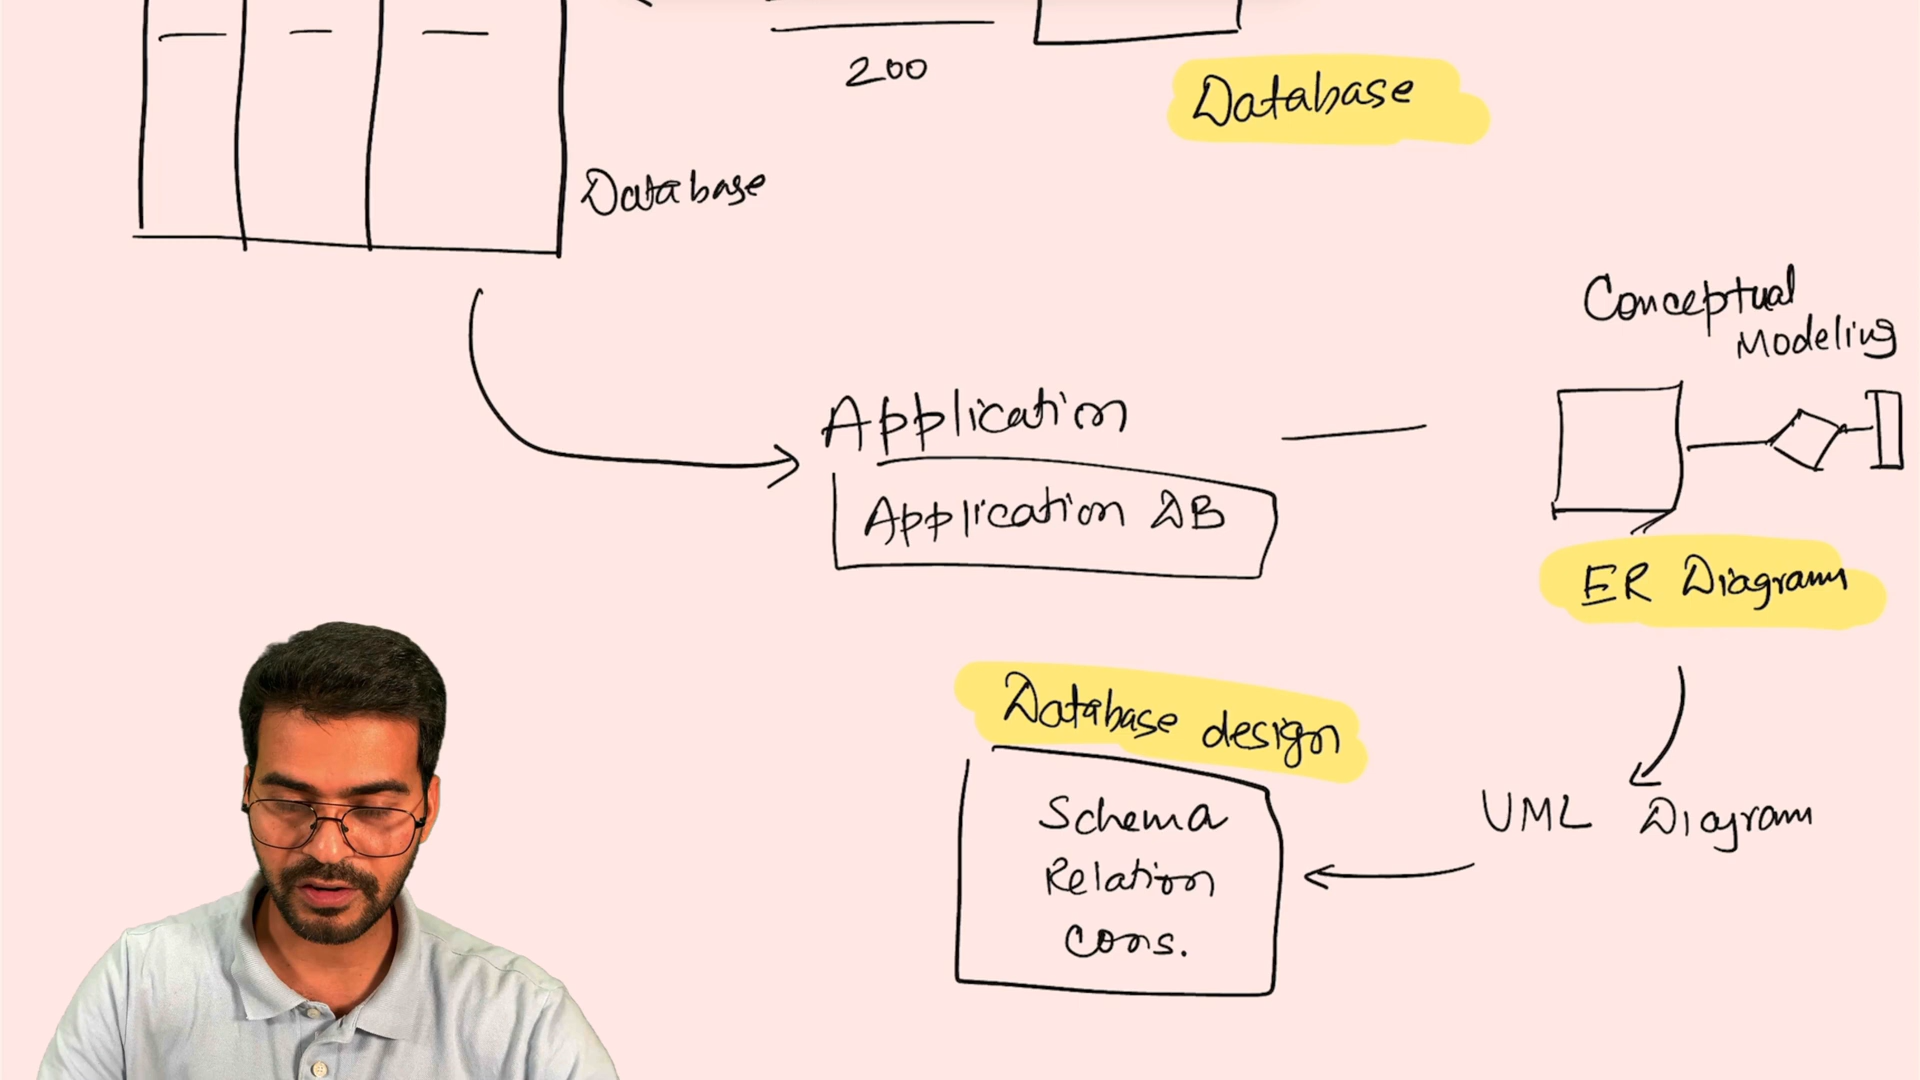 200
Database
Database
Conceptual
Modeling
Application
Application DB
ER Diagram
Database design
Schema
Relation
Cons.
UML Diagram